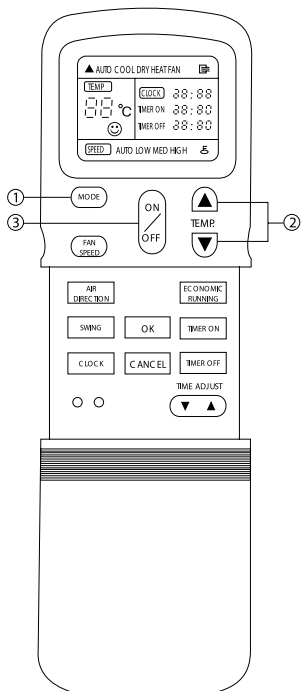 ▲ AUTO COOL DRY HEAT FAN
TEMP
88 °C
CLOCK 88:88
TIMER ON 88:80
TIMER OFF 88:80
SPEED AUTO LOW MED HIGH
① MODE
③ ON/OFF
▲
TEMP.
▼
②
FAN SPEED
AIR DIRECTION
ECONOMIC RUNNING
SWING
OK
TIMER ON
CLOCK
CANCEL
TIMER OFF
TIME ADJUST
▼ ▲